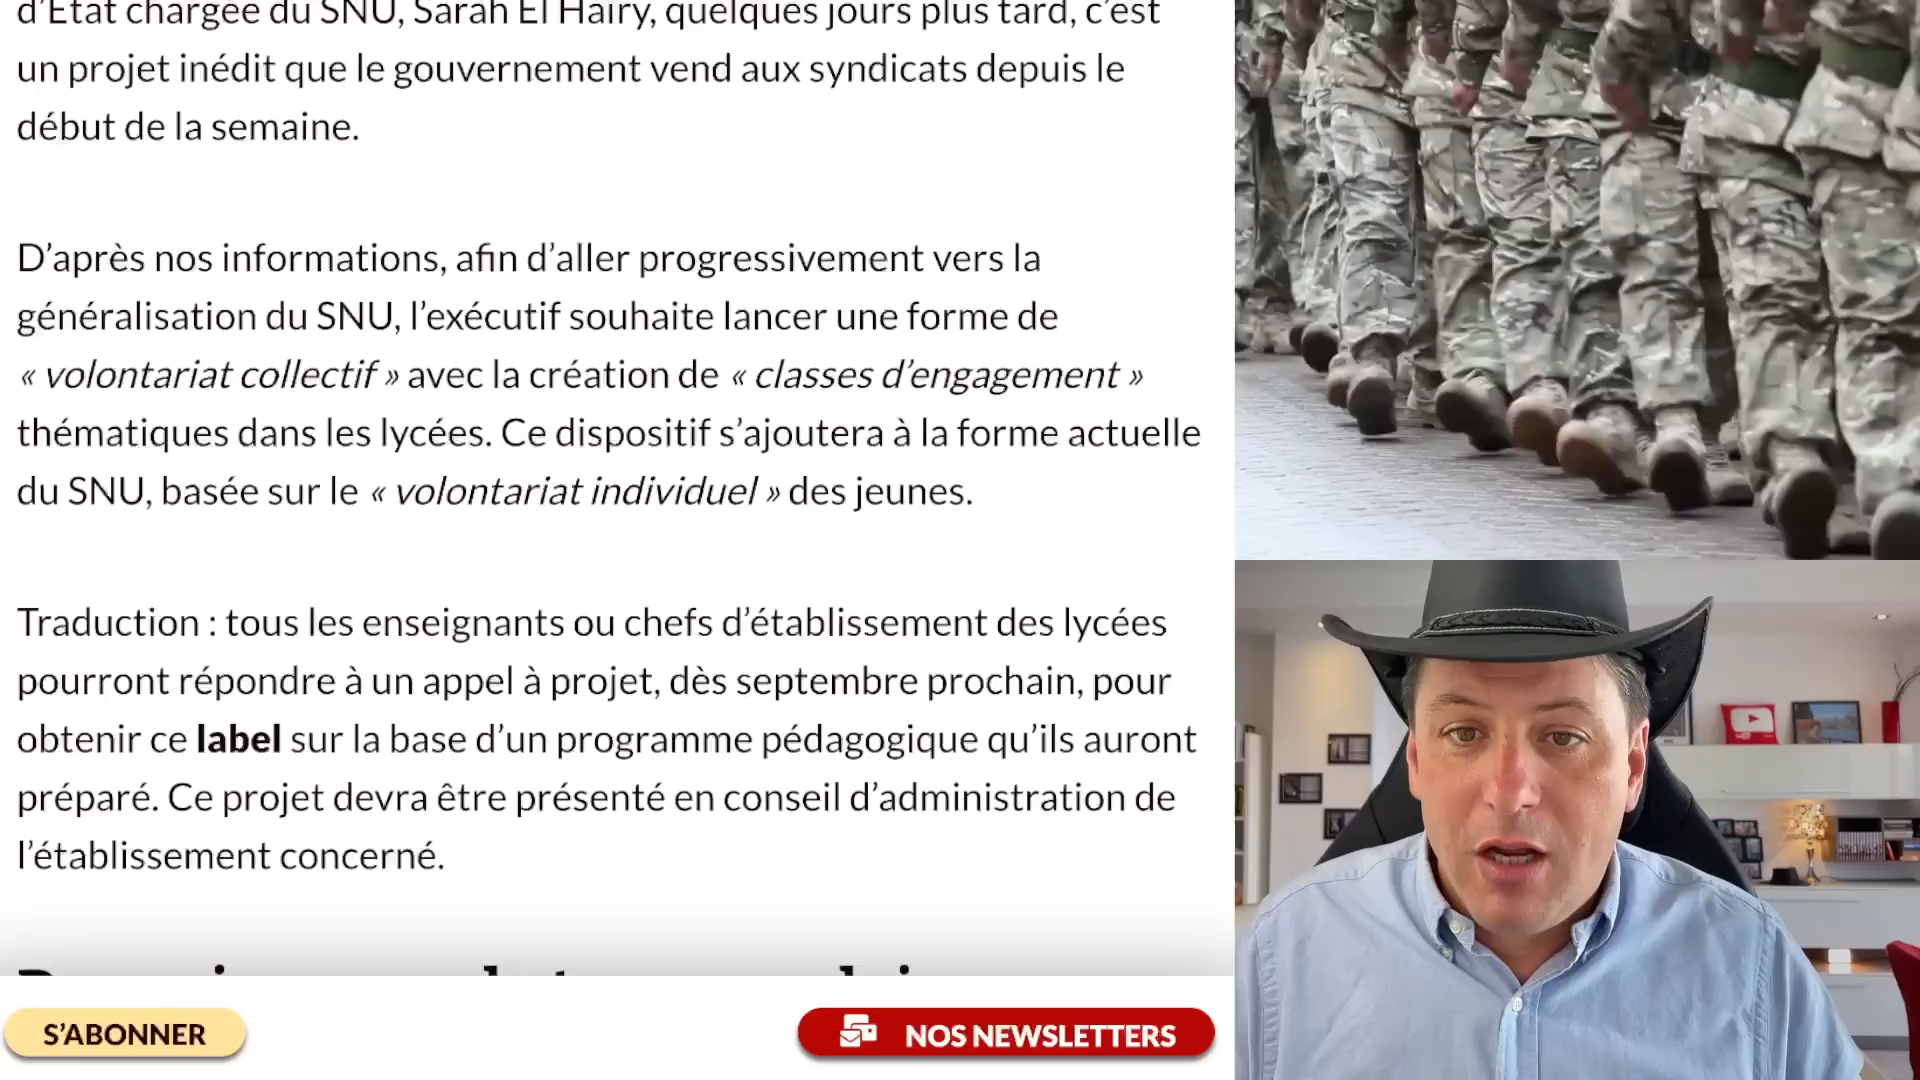 d’État chargée du SNU, Sarah El Haïry, quelques jours plus tard, c’est
un projet inédit que le gouvernement vend aux syndicats depuis le
début de la semaine.
D’après nos informations, afin d’aller progressivement vers la
généralisation du SNU, l’exécutif souhaite lancer une forme de
« volontariat collectif » avec la création de « classes d’engagement »
thématiques dans les lycées. Ce dispositif s’ajoutera à la forme actuelle
du SNU, basée sur le « volontariat individuel » des jeunes.
Traduction : tous les enseignants ou chefs d’établissement des lycées
pourront répondre à un appel à projet, dès septembre prochain, pour
obtenir ce label sur la base d’un programme pédagogique qu’ils auront
préparé. Ce projet devra être présenté en conseil d’administration de
l’établissement concerné.
S’ABONNER
NOS NEWSLETTERS